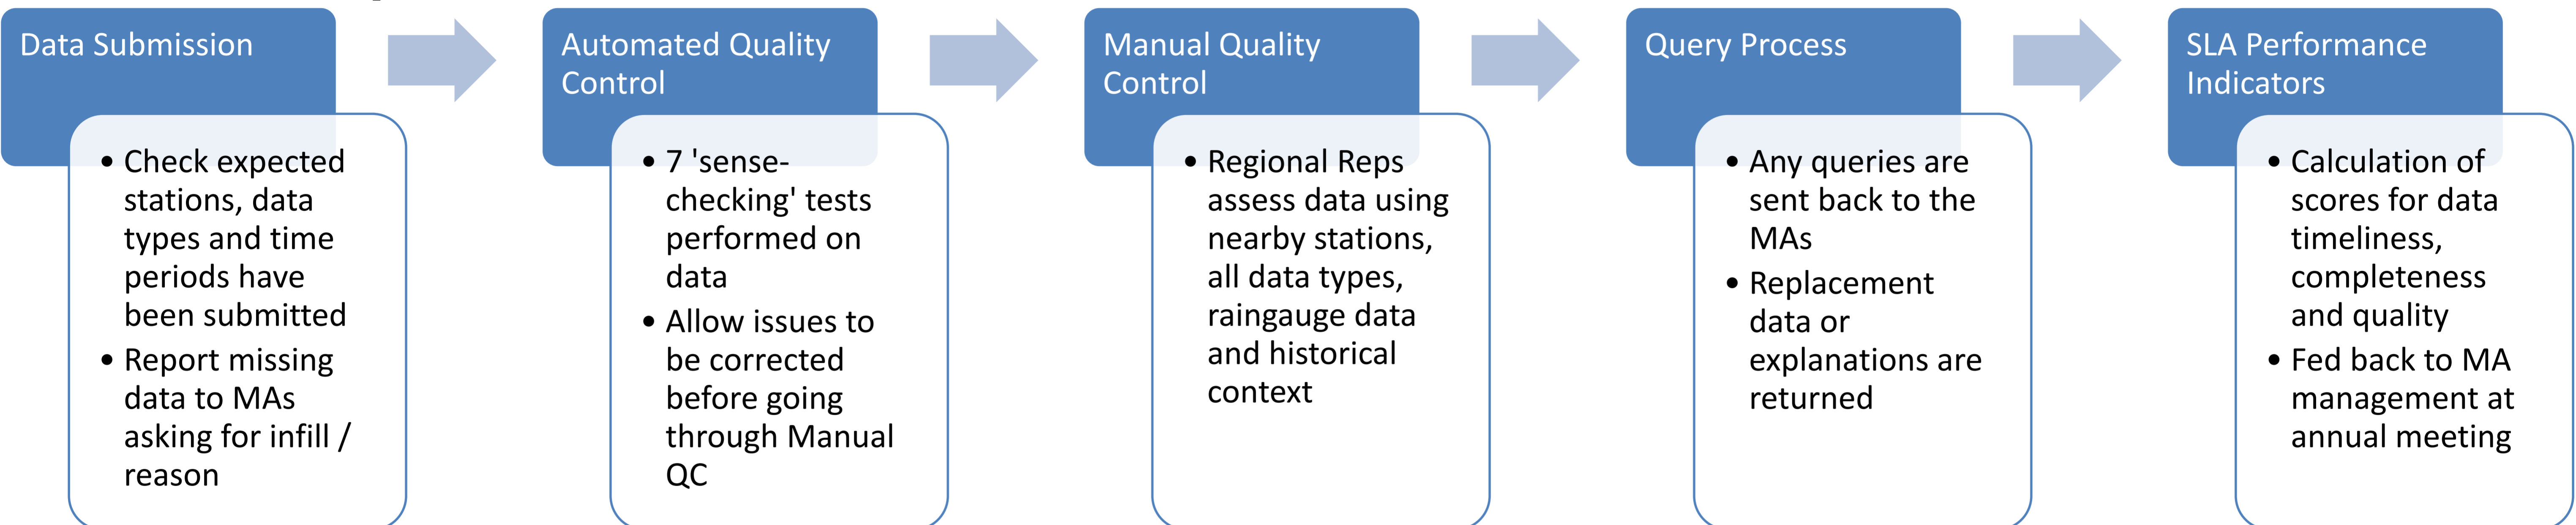 Data Submission
• Check expected
stations, data
types and time
periods have
been submitted
• Report missing
data to MAs
asking for infill /
reason
Automated Quality
Control
• 7 'sense-
checking' tests
performed on
data
• Allow issues to
be corrected
before going
through Manual
QC
Manual Quality
Control
• Regional Reps
assess data using
nearby stations,
all data types,
raingauge data
and historical
context
Query Process
• Any queries are
sent back to the
MAs
• Replacement
data or
explanations are
returned
SLA Performance
Indicators
• Calculation of
scores for data
timeliness,
completeness
and quality
• Fed back to MA
management at
annual meeting